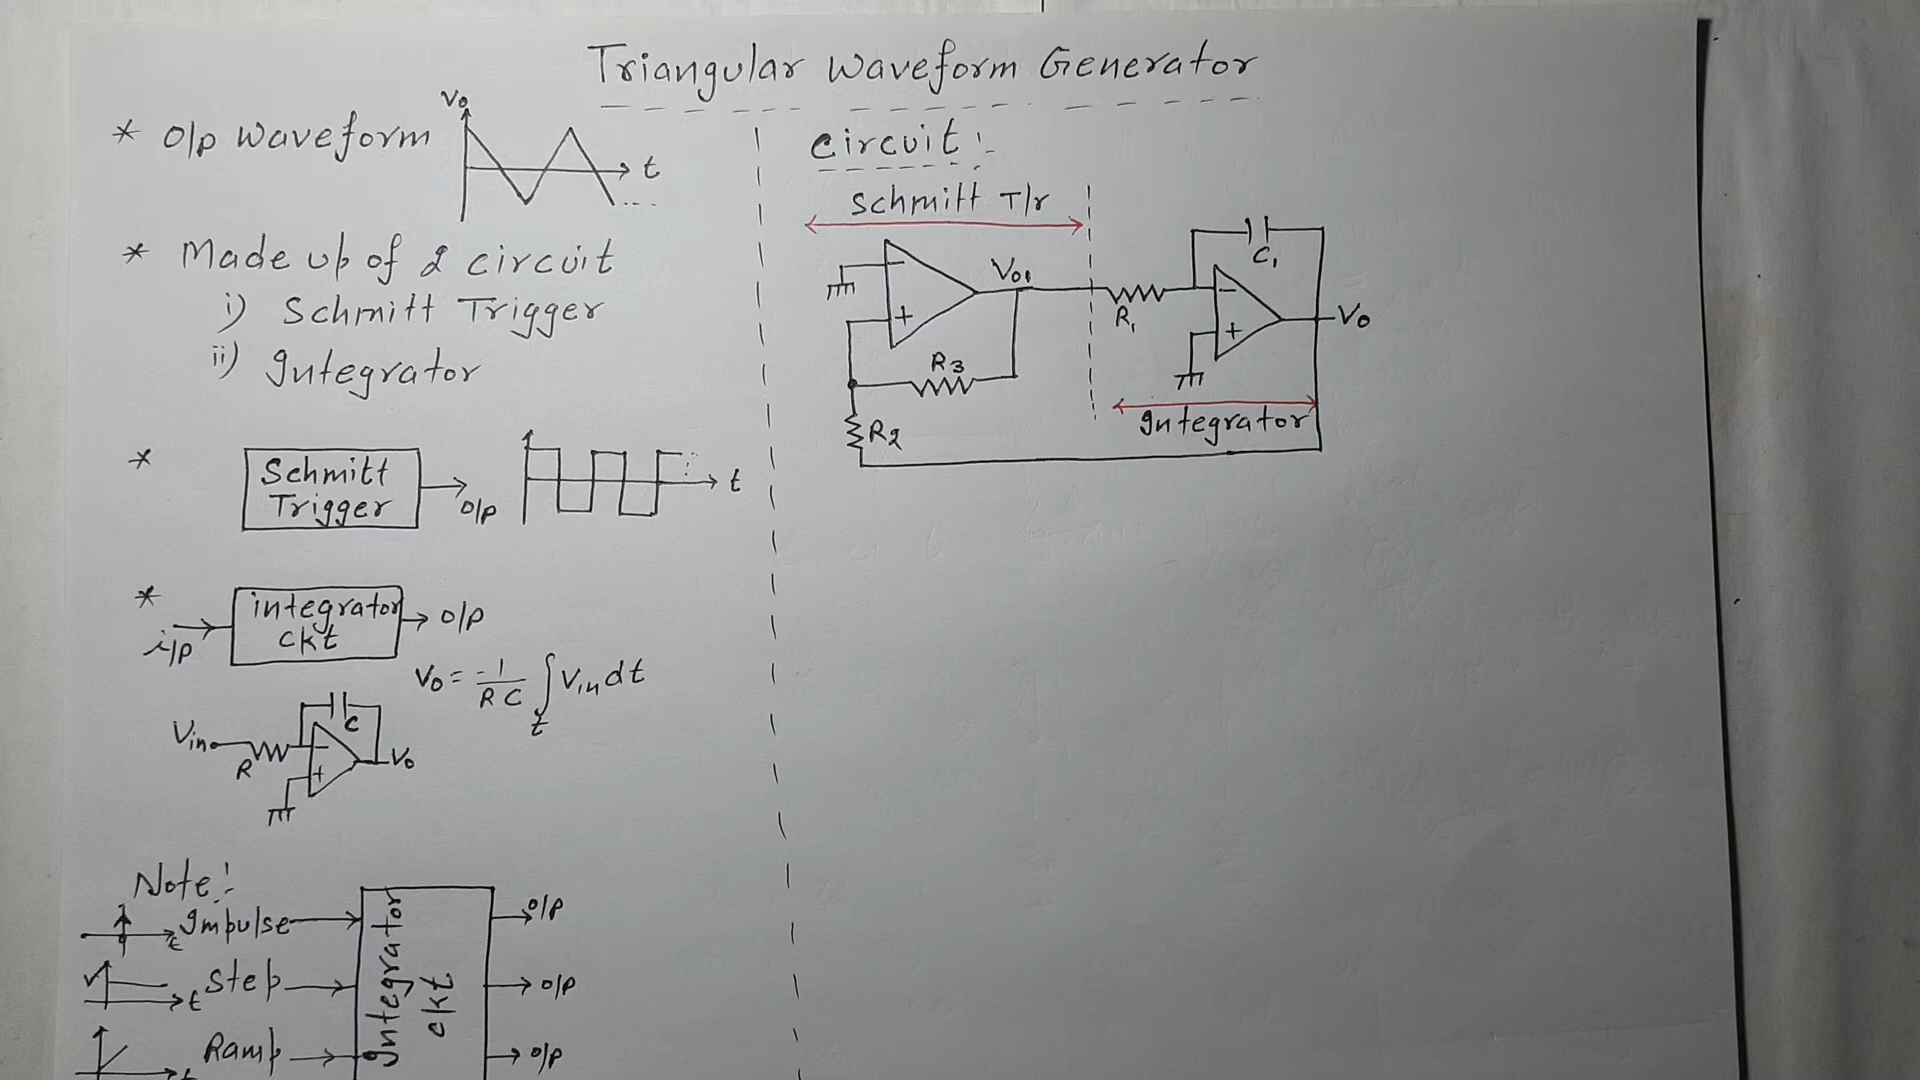 Triangular Waveform Generator
* O/p Waveform
Vo
t
* Made up of 2 circuit
i) Schmitt Trigger
ii) Integrator
*
Schmitt
Trigger
O/p
t
*
i/p
integrator
ckt
O/p
Vo = -1/RC ∫t Vin dt
Vin
R
C
-
+
Vo
Note:
t
Impulse
t
Step
t
Ramp
Integrator
ckt
O/P
O/P
O/P
Circuit:
Schmitt T/r
-
+
Vo1
R3
R2
R1
C1
-
+
Vo
Integrator